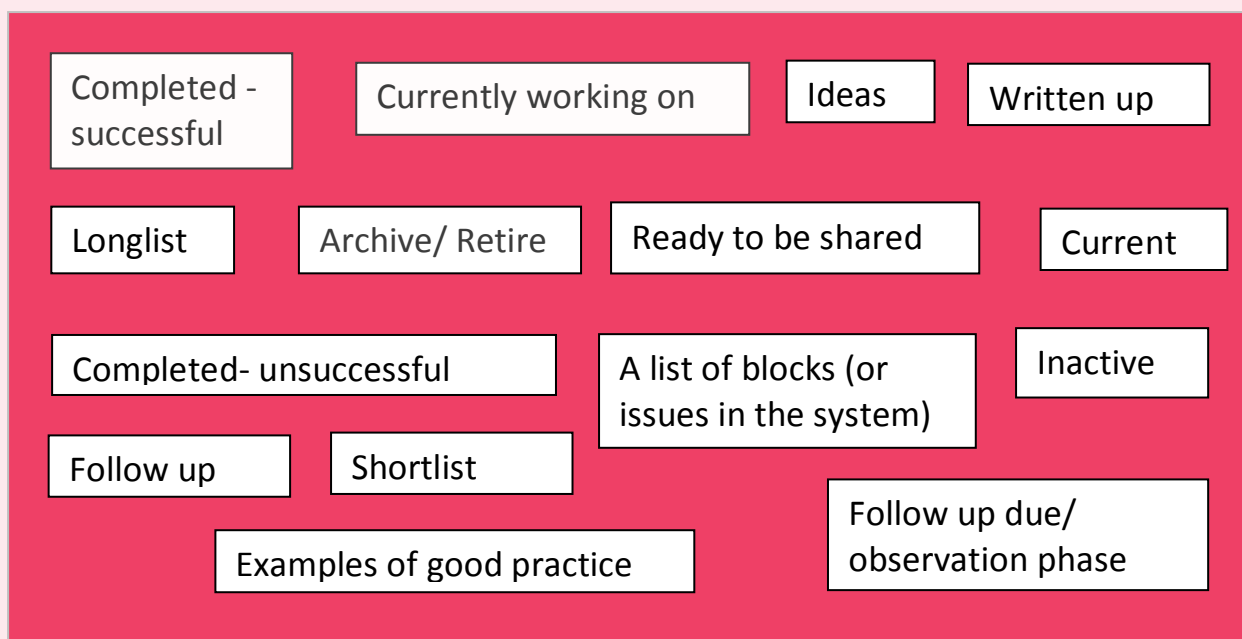 Completed -
successful
Currently working on
Ideas
Written up
Longlist
Archive/ Retire
Ready to be shared
Current
Completed- unsuccessful
A list of blocks (or
issues in the system)
Inactive
Follow up
Shortlist
Follow up due/
observation phase
Examples of good practice